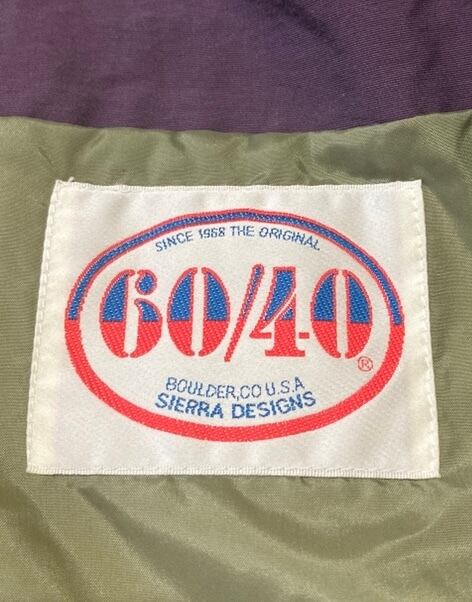 SINCE 1968 THE ORIGINAL
60/40®
BOULDER,CO U.S.A
SIERRA DESIGNS